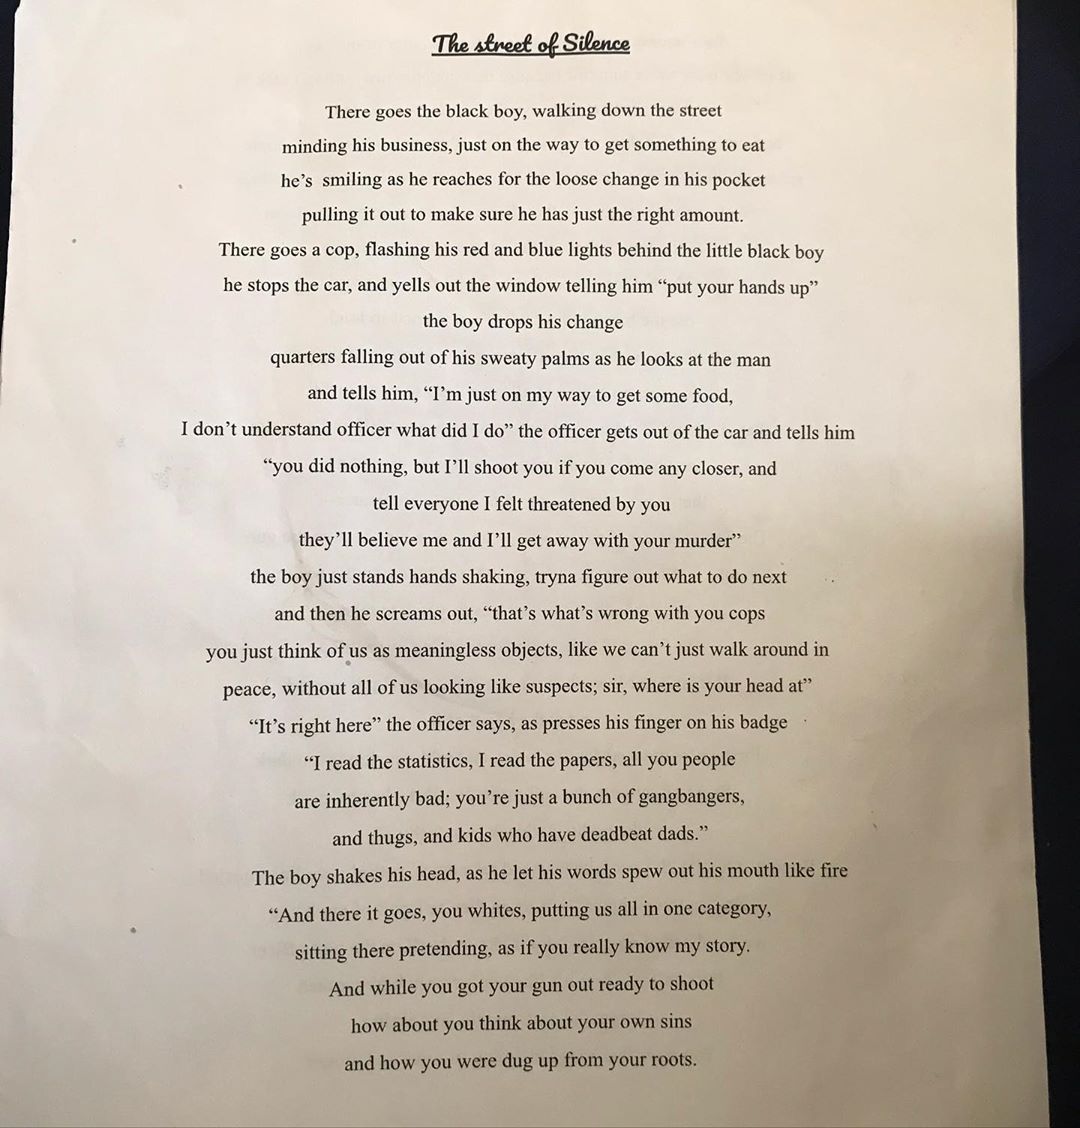 The street of Silence
There goes the black boy, walking down the street
minding his business, just on the way to get something to eat
he's  smiling as he reaches for the loose change in his pocket
pulling it out to make sure he has just the right amount.
There goes a cop, flashing his red and blue lights behind the little black boy
he stops the car, and yells out the window telling him “put your hands up”
the boy drops his change
quarters falling out of his sweaty palms as he looks at the man
and tells him, “I'm just on my way to get some food,
I don't understand officer what did I do” the officer gets out of the car and tells him
“you did nothing, but I'll shoot you if you come any closer, and
tell everyone I felt threatened by you
they'll believe me and I'll get away with your murder”
the boy just stands hands shaking, tryna figure out what to do next
and then he screams out, “that's what's wrong with you cops
you just think of us as meaningless objects, like we can't just walk around in
peace, without all of us looking like suspects; sir, where is your head at”
“It's right here” the officer says, as presses his finger on his badge
“I read the statistics, I read the papers, all you people
are inherently bad; you're just a bunch of gangbangers,
and thugs, and kids who have deadbeat dads.”
The boy shakes his head, as he let his words spew out his mouth like fire
“And there it goes, you whites, putting us all in one category,
sitting there pretending, as if you really know my story.
And while you got your gun out ready to shoot
how about you think about your own sins
and how you were dug up from your roots.